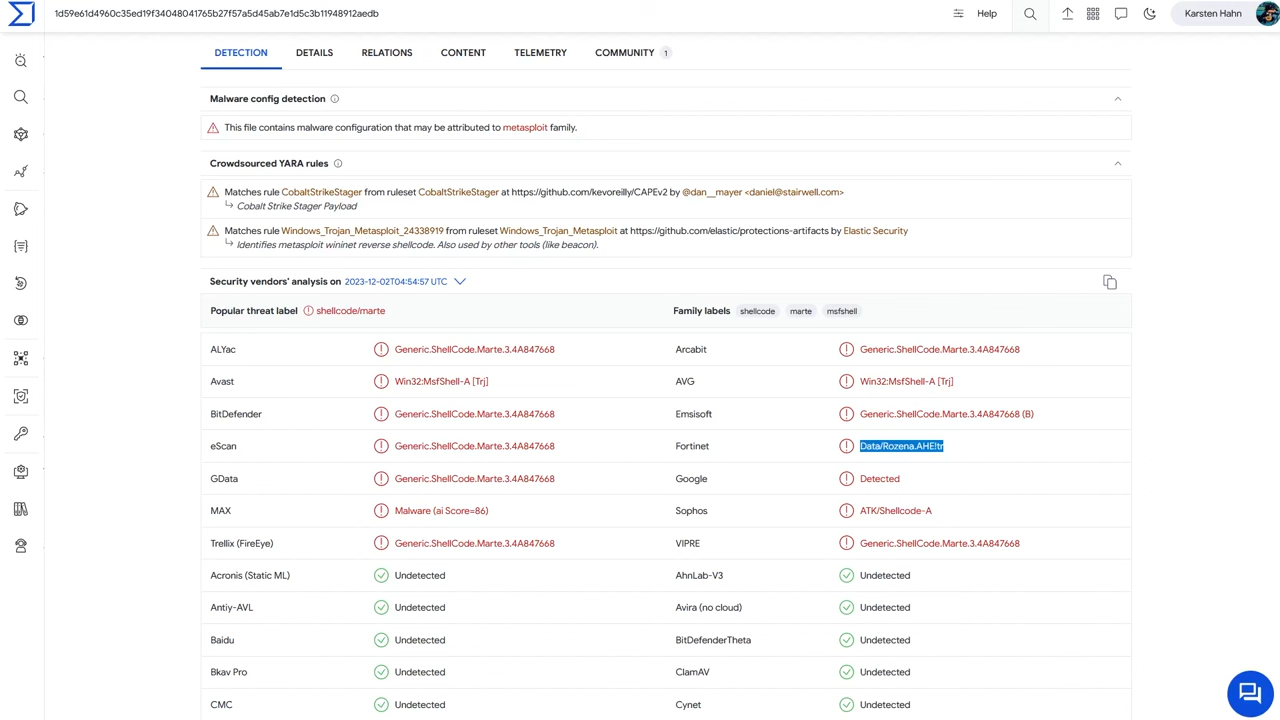 1d59e61d4960c35ed19f34048041765b27f57a5d45ab7e1d5c3b11948912aedb
Help
Karsten Hahn
DETECTION
DETAILS
RELATIONS
CONTENT
TELEMETRY
COMMUNITY 1
Malware config detection
This file contains malware configuration that may be attributed to metasploit family.
Crowdsourced YARA rules
Matches rule CobaltStrikeStager from ruleset CobaltStrikeStager at https://github.com/kevoreilly/CAPEv2 by @dan__mayer <daniel@stairwell.com>
Cobalt Strike Stager Payload
Matches rule Windows_Trojan_Metasploit_24338919 from ruleset Windows_Trojan_Metasploit at https://github.com/elastic/protections-artifacts by Elastic Security
Identifies metasploit wininet reverse shellcode. Also used by other tools (like beacon).
Security vendors' analysis on 2023-12-02T04:54:57 UTC
Popular threat label shellcode/marte
Family labels shellcode marte msfshell
ALYac Generic.ShellCode.Marte.3.4A847668
Arcabit Generic.ShellCode.Marte.3.4A847668
Avast Win32:MsfShell-A [Trj]
AVG Win32:MsfShell-A [Trj]
BitDefender Generic.ShellCode.Marte.3.4A847668
Emsisoft Generic.ShellCode.Marte.3.4A847668 (B)
eScan Generic.ShellCode.Marte.3.4A847668
Fortinet Data/Rozena.AHE!tr
GData Generic.ShellCode.Marte.3.4A847668
Google Detected
MAX Malware (ai Score=86)
Sophos ATK/Shellcode-A
Trellix (FireEye) Generic.ShellCode.Marte.3.4A847668
VIPRE Generic.ShellCode.Marte.3.4A847668
Acronis (Static ML) Undetected
AhnLab-V3 Undetected
Antiy-AVL Undetected
Avira (no cloud) Undetected
Baidu Undetected
BitDefenderTheta Undetected
Bkav Pro Undetected
ClamAV Undetected
CMC Undetected
Cynet Undetected